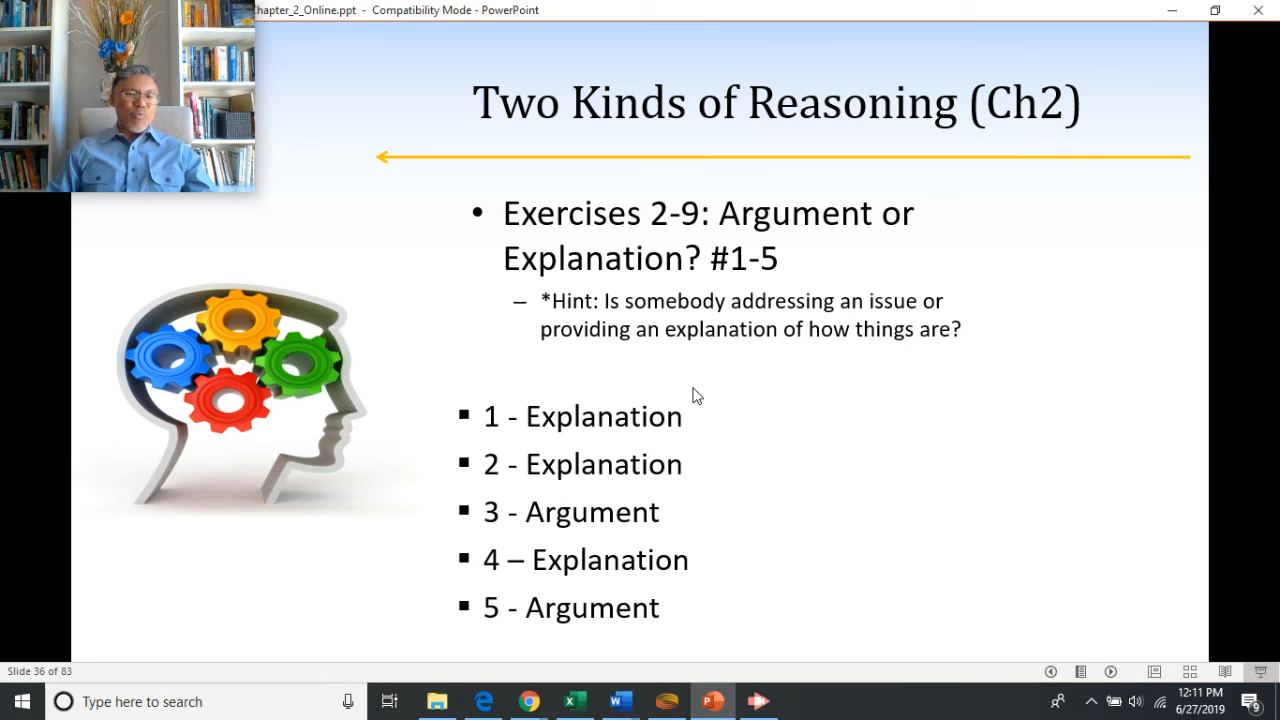 Chapter_2_Online.ppt - Compatibility Mode - PowerPoint
Two Kinds of Reasoning (Ch2)
• Exercises 2-9: Argument or
Explanation? #1-5
– *Hint: Is somebody addressing an issue or
providing an explanation of how things are?
▪ 1 - Explanation
▪ 2 - Explanation
▪ 3 - Argument
▪ 4 – Explanation
▪ 5 - Argument
Slide 36 of 83
Type here to search
12:11 PM
6/27/2019
9